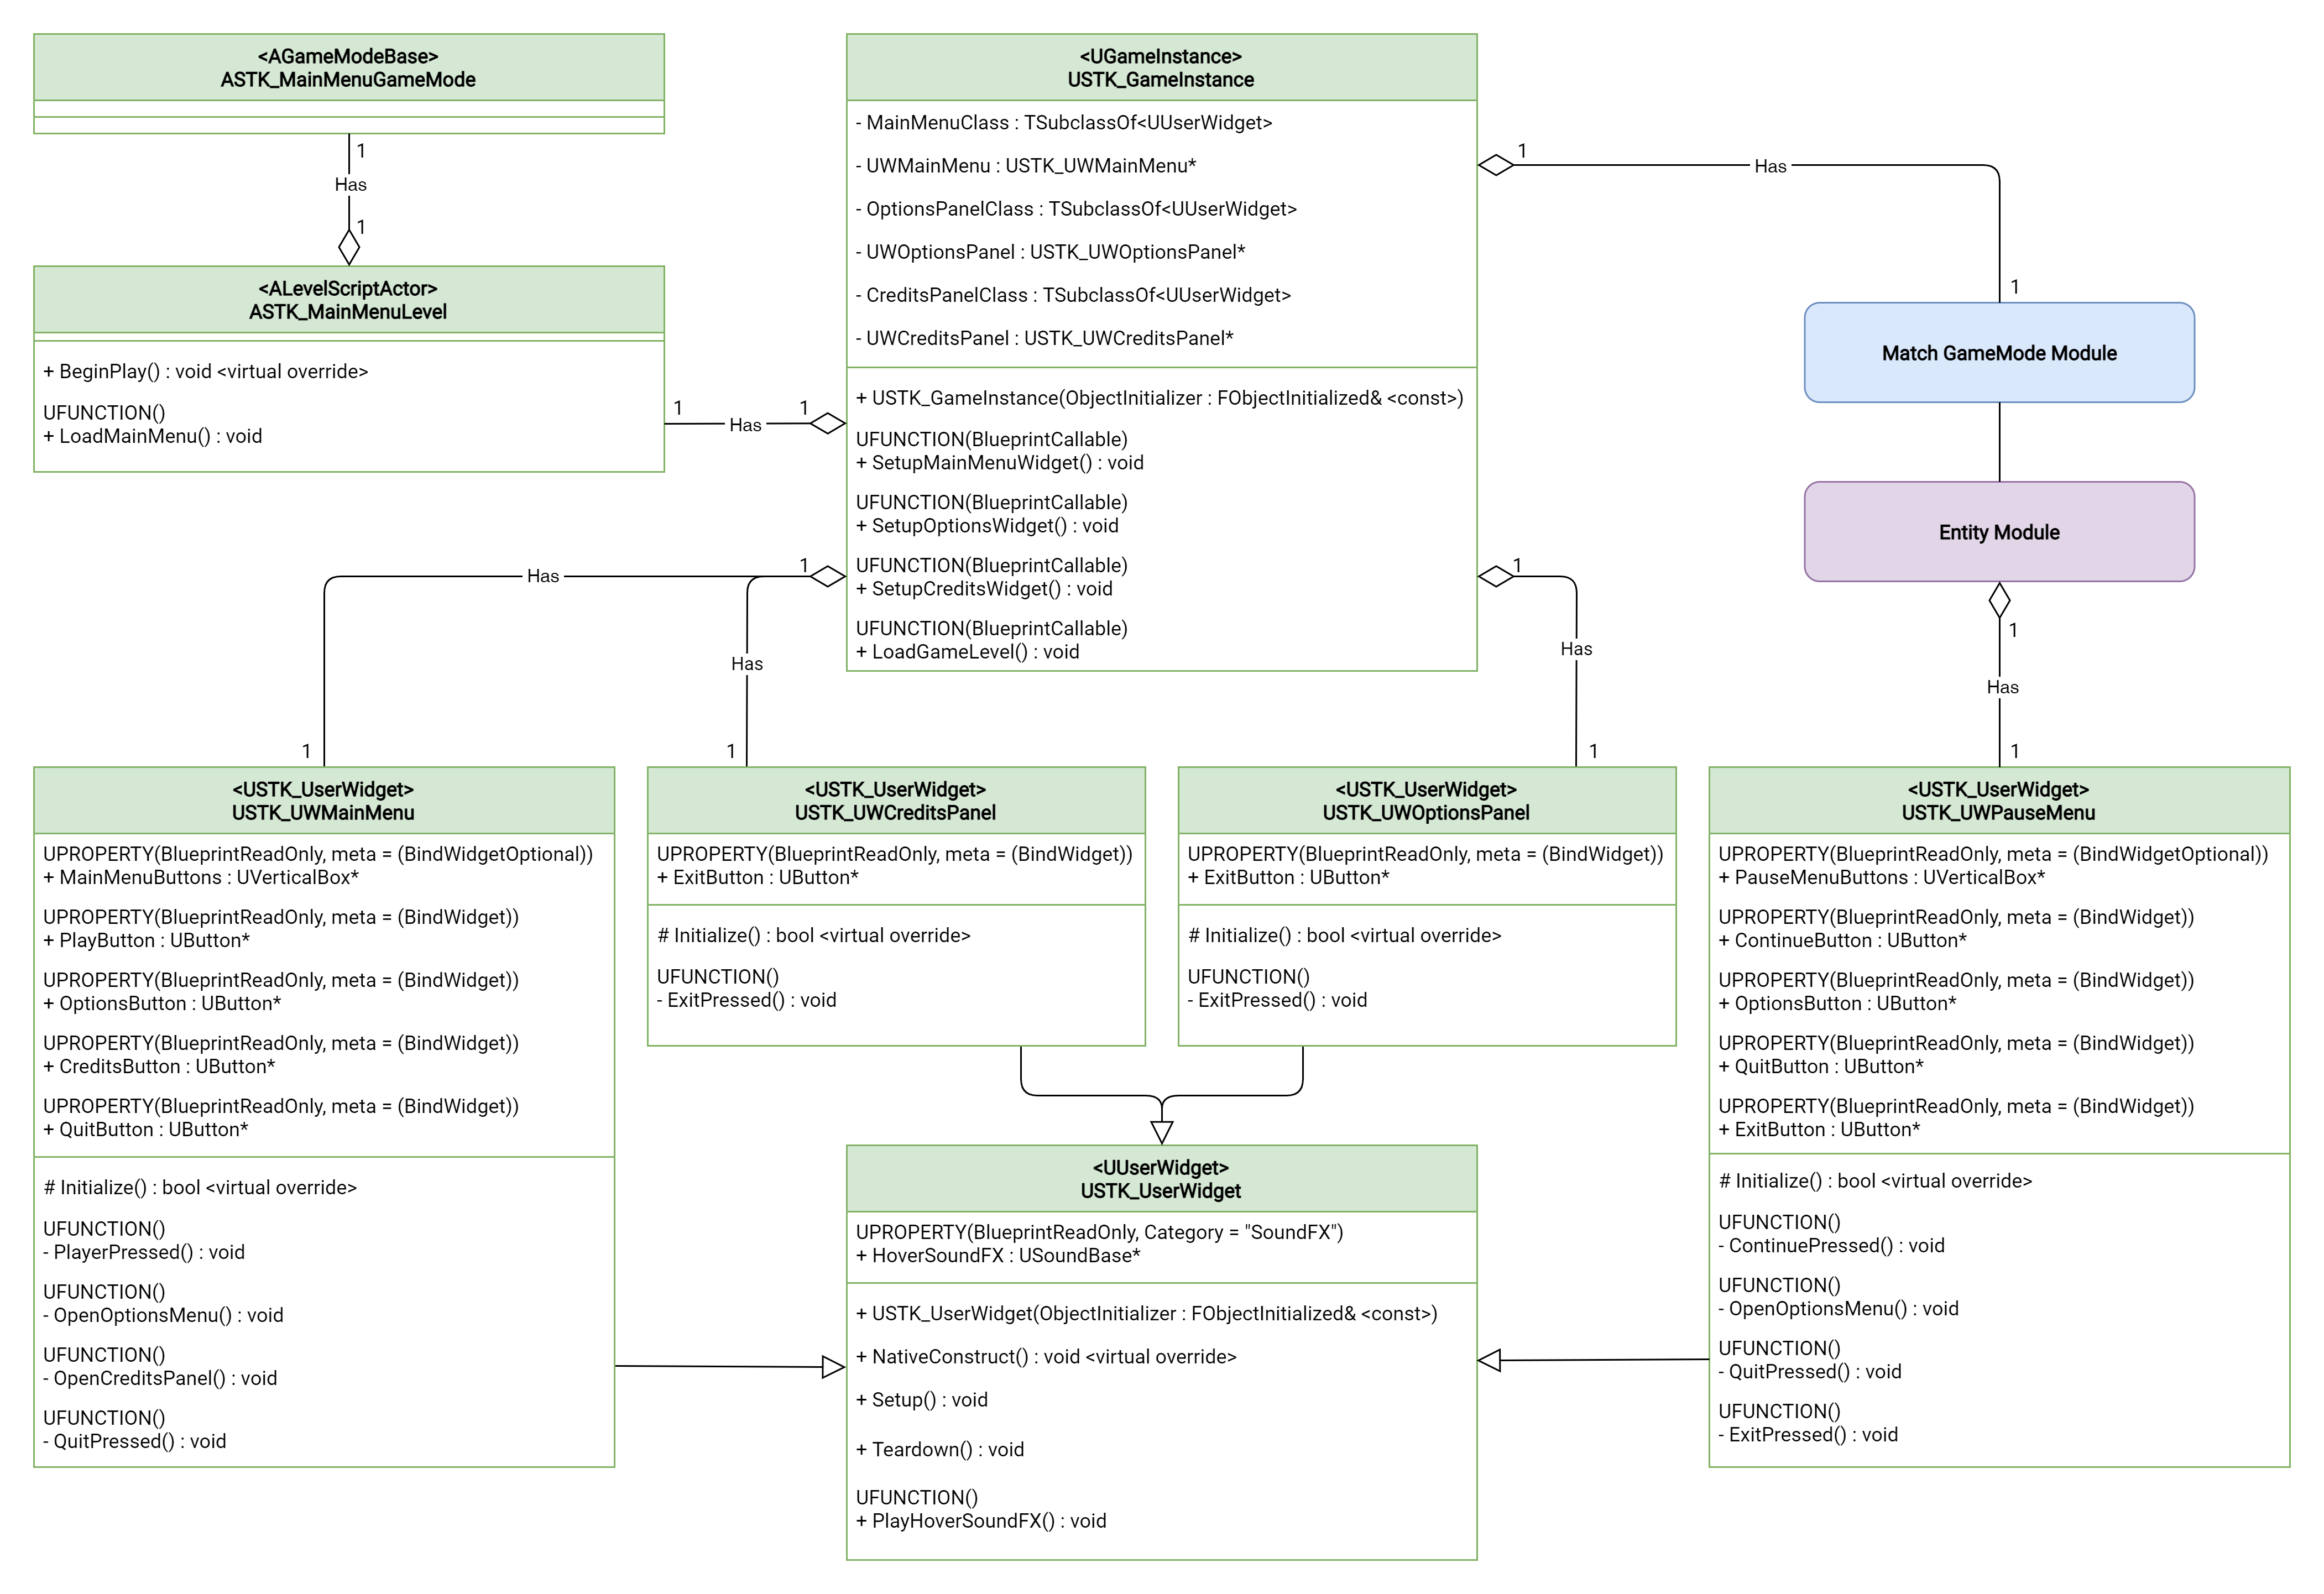 <AGameModeBase>
ASTK_MainMenuGameMode
1
Has
1
<ALevelScriptActor>
ASTK_MainMenuLevel
+ BeginPlay() : void <virtual override>
UFUNCTION()
+ LoadMainMenu() : void
1
Has
1
<UGameInstance>
USTK_GameInstance
- MainMenuClass : TSubclassOf<UUserWidget>
- UWMainMenu : USTK_UWMainMenu*
- OptionsPanelClass : TSubclassOf<UUserWidget>
- UWOptionsPanel : USTK_UWOptionsPanel*
- CreditsPanelClass : TSubclassOf<UUserWidget>
- UWCreditsPanel : USTK_UWCreditsPanel*
+ USTK_GameInstance(ObjectInitializer : FObjectInitialized& <const>)
UFUNCTION(BlueprintCallable)
+ SetupMainMenuWidget() : void
UFUNCTION(BlueprintCallable)
+ SetupOptionsWidget() : void
UFUNCTION(BlueprintCallable)
+ SetupCreditsWidget() : void
UFUNCTION(BlueprintCallable)
+ LoadGameLevel() : void
1
Has
1
Match GameMode Module
Entity Module
1
Has
1
1
Has
1
Has
1
1
Has
1
<USTK_UserWidget>
USTK_UWMainMenu
UPROPERTY(BlueprintReadOnly, meta = (BindWidgetOptional))
+ MainMenuButtons : UVerticalBox*
UPROPERTY(BlueprintReadOnly, meta = (BindWidget))
+ PlayButton : UButton*
UPROPERTY(BlueprintReadOnly, meta = (BindWidget))
+ OptionsButton : UButton*
UPROPERTY(BlueprintReadOnly, meta = (BindWidget))
+ CreditsButton : UButton*
UPROPERTY(BlueprintReadOnly, meta = (BindWidget))
+ QuitButton : UButton*
# Initialize() : bool <virtual override>
UFUNCTION()
- PlayerPressed() : void
UFUNCTION()
- OpenOptionsMenu() : void
UFUNCTION()
- OpenCreditsPanel() : void
UFUNCTION()
- QuitPressed() : void
<USTK_UserWidget>
USTK_UWCreditsPanel
UPROPERTY(BlueprintReadOnly, meta = (BindWidget))
+ ExitButton : UButton*
# Initialize() : bool <virtual override>
UFUNCTION()
- ExitPressed() : void
<USTK_UserWidget>
USTK_UWOptionsPanel
UPROPERTY(BlueprintReadOnly, meta = (BindWidget))
+ ExitButton : UButton*
# Initialize() : bool <virtual override>
UFUNCTION()
- ExitPressed() : void
<USTK_UserWidget>
USTK_UWPauseMenu
UPROPERTY(BlueprintReadOnly, meta = (BindWidgetOptional))
+ PauseMenuButtons : UVerticalBox*
UPROPERTY(BlueprintReadOnly, meta = (BindWidget))
+ ContinueButton : UButton*
UPROPERTY(BlueprintReadOnly, meta = (BindWidget))
+ OptionsButton : UButton*
UPROPERTY(BlueprintReadOnly, meta = (BindWidget))
+ QuitButton : UButton*
UPROPERTY(BlueprintReadOnly, meta = (BindWidget))
+ ExitButton : UButton*
# Initialize() : bool <virtual override>
UFUNCTION()
- ContinuePressed() : void
UFUNCTION()
- OpenOptionsMenu() : void
UFUNCTION()
- QuitPressed() : void
UFUNCTION()
- ExitPressed() : void
<UUserWidget>
USTK_UserWidget
UPROPERTY(BlueprintReadOnly, Category = "SoundFX")
+ HoverSoundFX : USoundBase*
+ USTK_UserWidget(ObjectInitializer : FObjectInitialized& <const>)
+ NativeConstruct() : void <virtual override>
+ Setup() : void
+ Teardown() : void
UFUNCTION()
+ PlayHoverSoundFX() : void